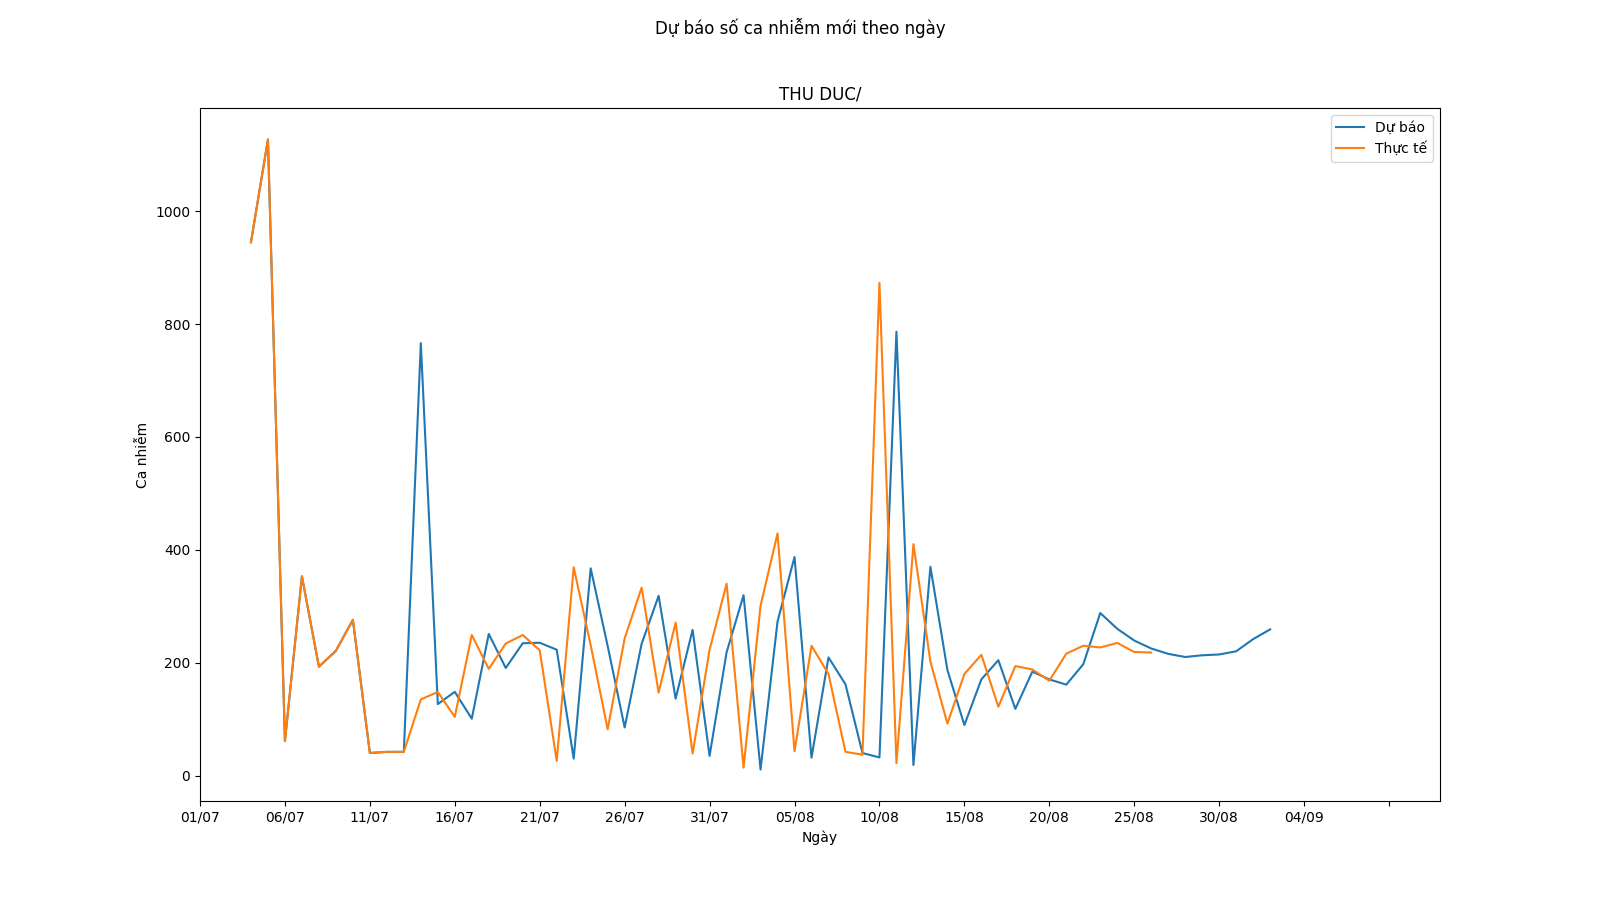 Dự báo số ca nhiễm mới theo ngày
THU DUC/
Dự báo
Thực tế
1000
800
600
400
200
0
Ca nhiễm
01/07 06/07 11/07 16/07 21/07 26/07 31/07 05/08 10/08 15/08 20/08 25/08 30/08 04/09
Ngày